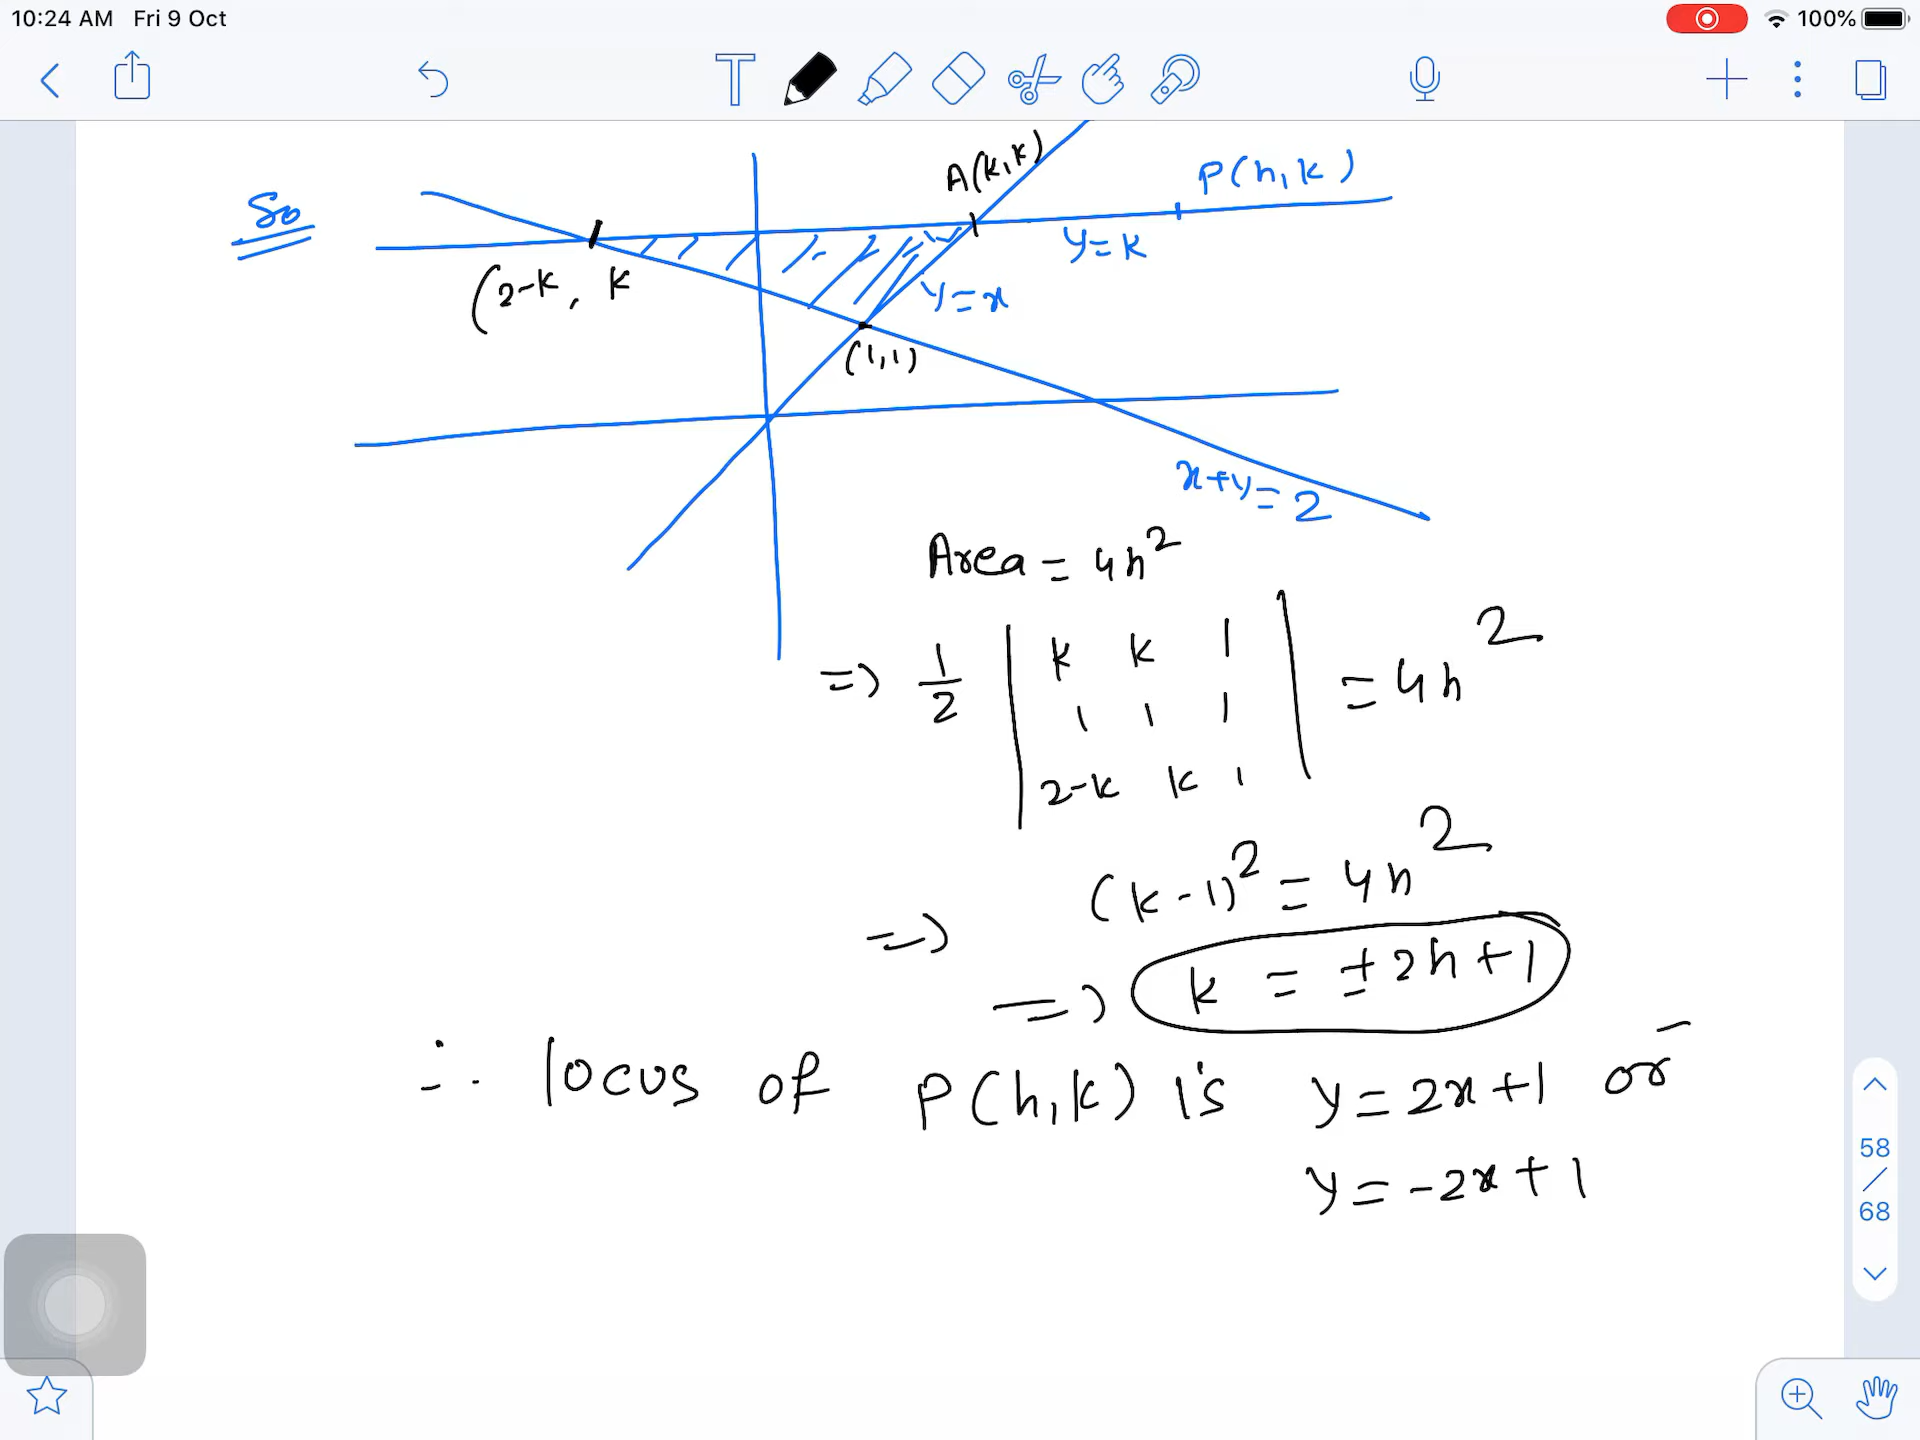 10:24 AM Fri 9 Oct
100%
T
A(k,k)
P(h,k)
So
y=k
(2-k, k
y=x
(1,1)
x+y=2
Area = 4h²
=> 1/2 | k k 1 | = 4h²
1 1 1
2-k k 1
=> (k-1)² = 4h²
=> k = ±2h+1
∴ locus of P(h,k) is y=2x+1 or
y=-2x+1
58
/
68